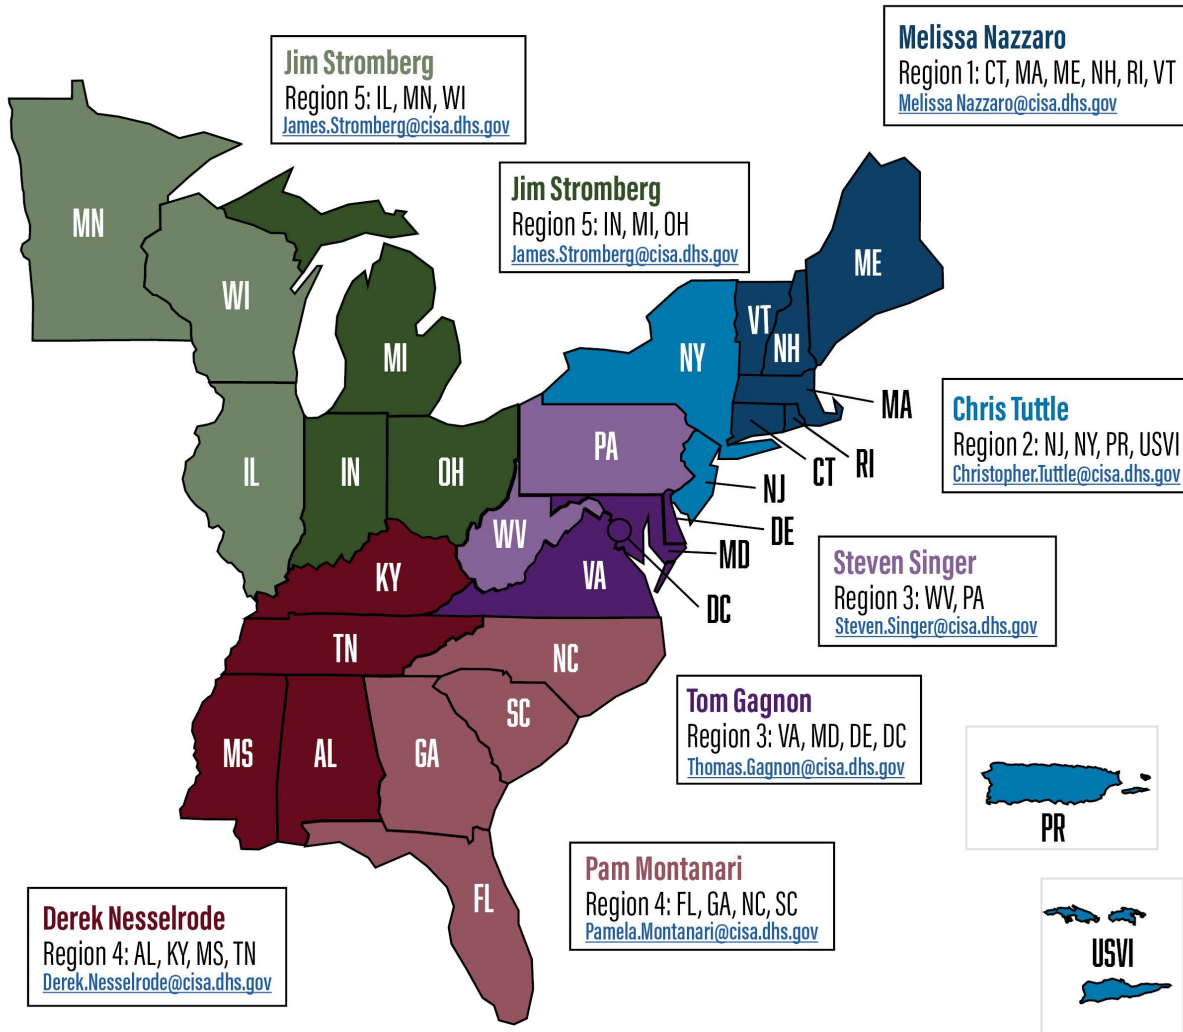 Jim Stromberg
Region 5: IL, MN, WI
James.Stromberg@cisa.dhs.gov
Melissa Nazzaro
Region 1: CT, MA, ME, NH, RI, VT
Melissa Nazzaro@cisa.dhs.gov
Jim Stromberg
Region 5: IN, MI, OH
James.Stromberg@cisa.dhs.gov
MN
WI
MI
ME
VT
NH
NY
MA
Chris Tuttle
Region 2: NJ, NY, PR, USVI
Christopher.Tuttle@cisa.dhs.gov
IL
IN
OH
PA
CT
RI
NJ
DE
MD
WV
VA
DC
KY
Steven Singer
Region 3: WV, PA
Steven.Singer@cisa.dhs.gov
TN
NC
SC
Tom Gagnon
Region 3: VA, MD, DE, DC
Thomas.Gagnon@cisa.dhs.gov
MS
AL
GA
PR
FL
Pam Montanari
Region 4: FL, GA, NC, SC
Pamela.Montanari@cisa.dhs.gov
Derek Nesselrode
Region 4: AL, KY, MS, TN
Derek.Nesselrode@cisa.dhs.gov
USVI